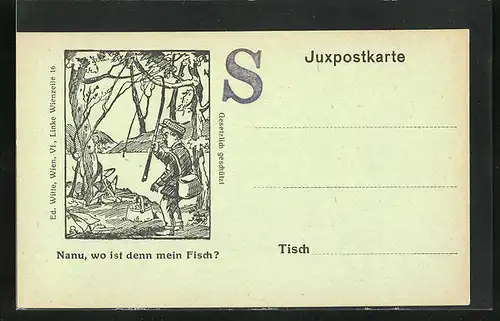 Ed. Witte, Wien, VI., Linke Wienzeile 16
S
Juxpostkarte
Gesetzlich geschützt
Nanu, wo ist denn mein Fisch?
Tisch